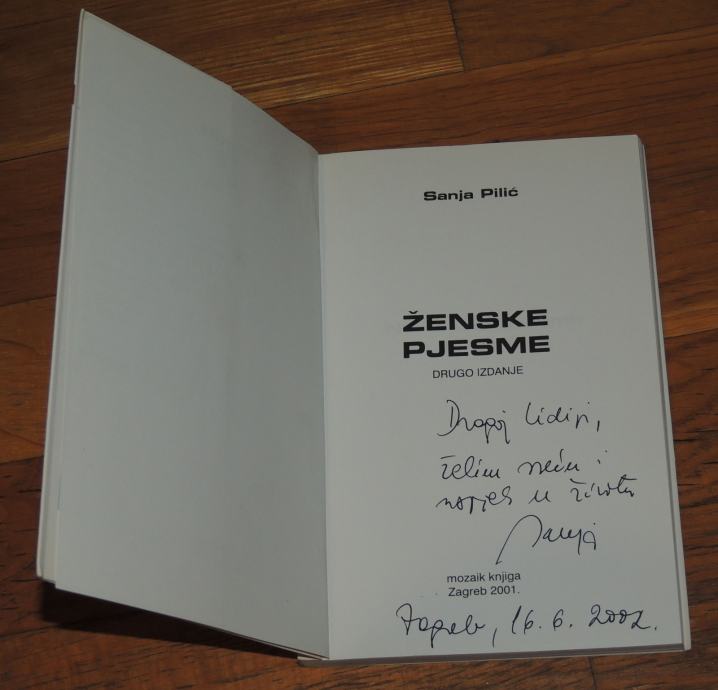 Sanja Pilić
ŽENSKE
PJESME
DRUGO IZDANJE
Dragoj Lidiji,
želim sreću i
uspjeh u životu
Sanja
mozaik knjiga
Zagreb 2001.
Zagreb, 16. 6. 2002.